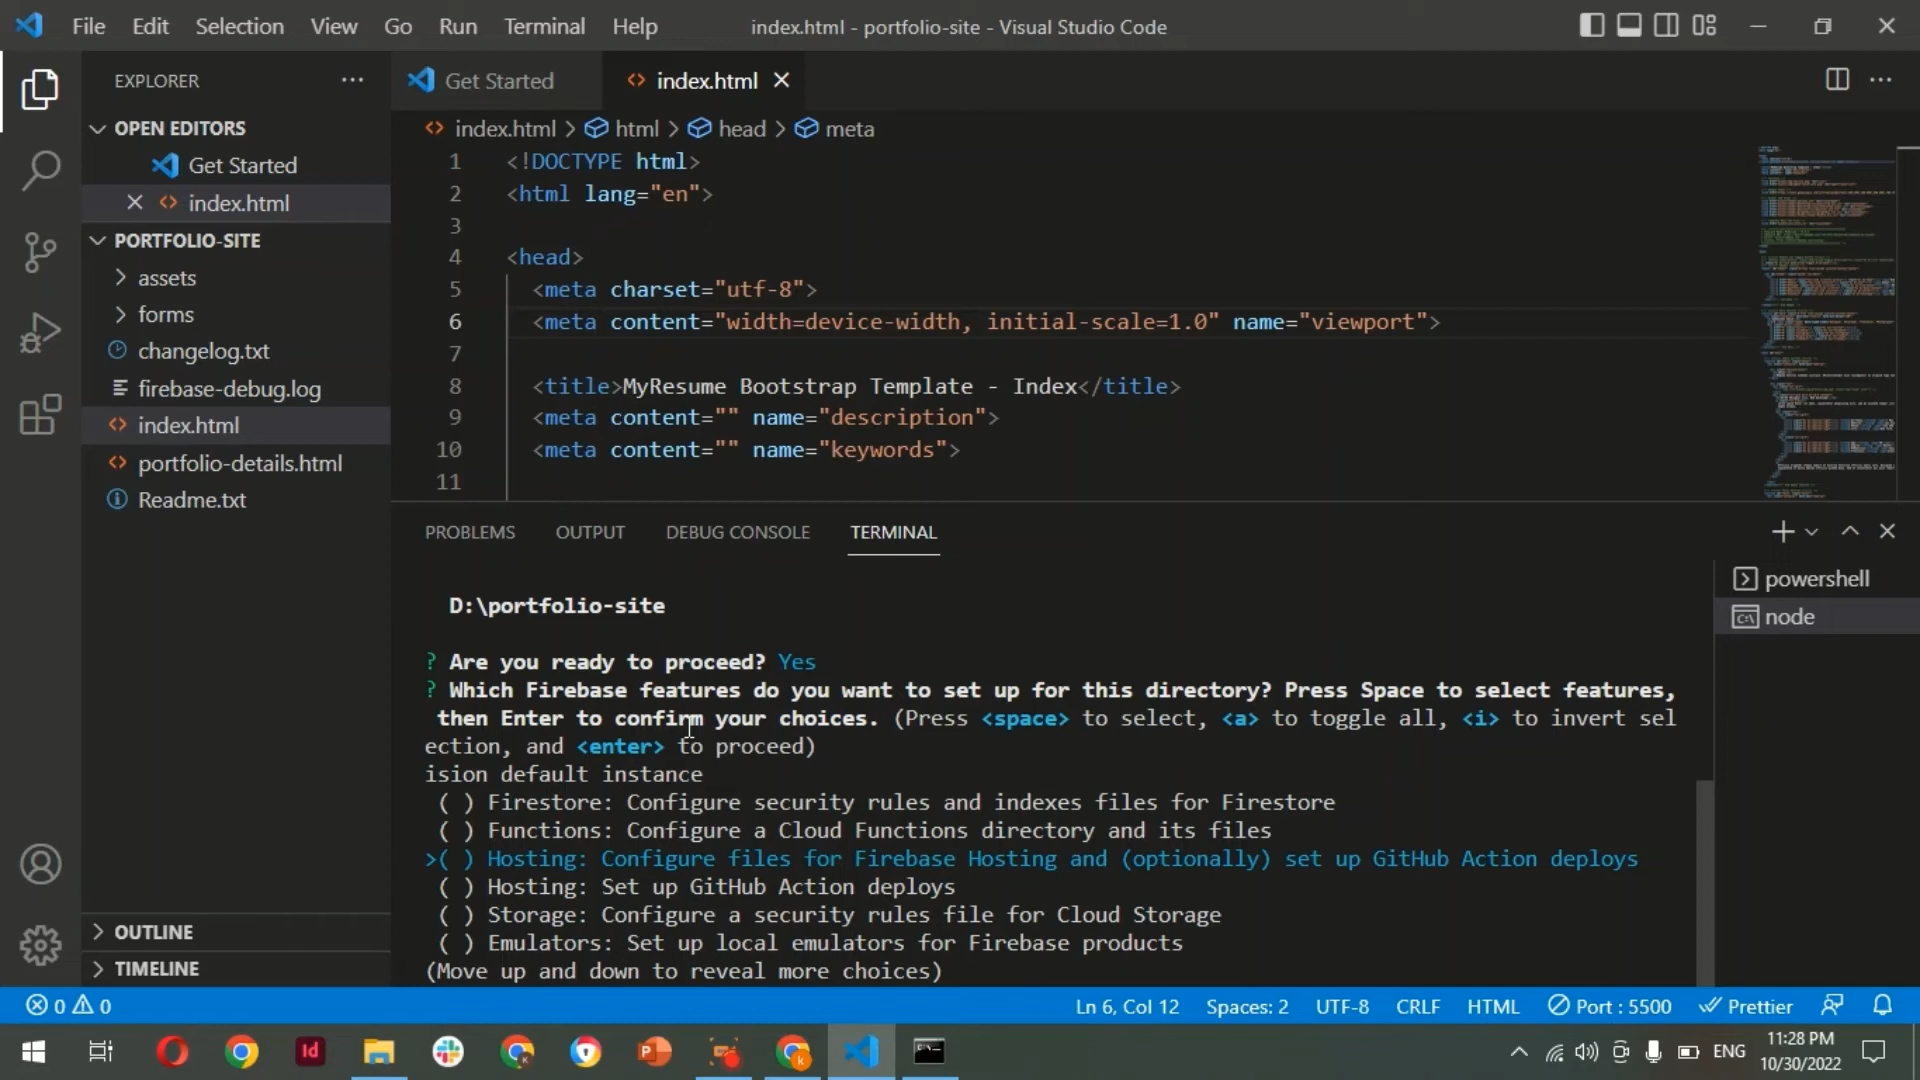 File Edit Selection View Go Run Terminal Help index.html - portfolio-site - Visual Studio Code
EXPLORER
OPEN EDITORS
Get Started
index.html
PORTFOLIO-SITE
assets
forms
changelog.txt
firebase-debug.log
index.html
portfolio-details.html
Readme.txt
OUTLINE
TIMELINE
Get Started index.html
index.html > html > head > meta
1 <!DOCTYPE html>
2 <html lang="en">
3
4 <head>
5 <meta charset="utf-8">
6 <meta content="width=device-width, initial-scale=1.0" name="viewport">
7
8 <title>MyResume Bootstrap Template - Index</title>
9 <meta content="" name="description">
10 <meta content="" name="keywords">
11
PROBLEMS OUTPUT DEBUG CONSOLE TERMINAL
powershell
node
D:\portfolio-site
? Are you ready to proceed? Yes
? Which Firebase features do you want to set up for this directory? Press Space to select features,
then Enter to confirm your choices. (Press <space> to select, <a> to toggle all, <i> to invert sel
ection, and <enter> to proceed)
ision default instance
( ) Firestore: Configure security rules and indexes files for Firestore
( ) Functions: Configure a Cloud Functions directory and its files
>( ) Hosting: Configure files for Firebase Hosting and (optionally) set up GitHub Action deploys
( ) Hosting: Set up GitHub Action deploys
( ) Storage: Configure a security rules file for Cloud Storage
( ) Emulators: Set up local emulators for Firebase products
(Move up and down to reveal more choices)
0 0 Ln 6, Col 12 Spaces: 2 UTF-8 CRLF HTML Port : 5500 Prettier
Id ENG 11:28 PM
10/30/2022